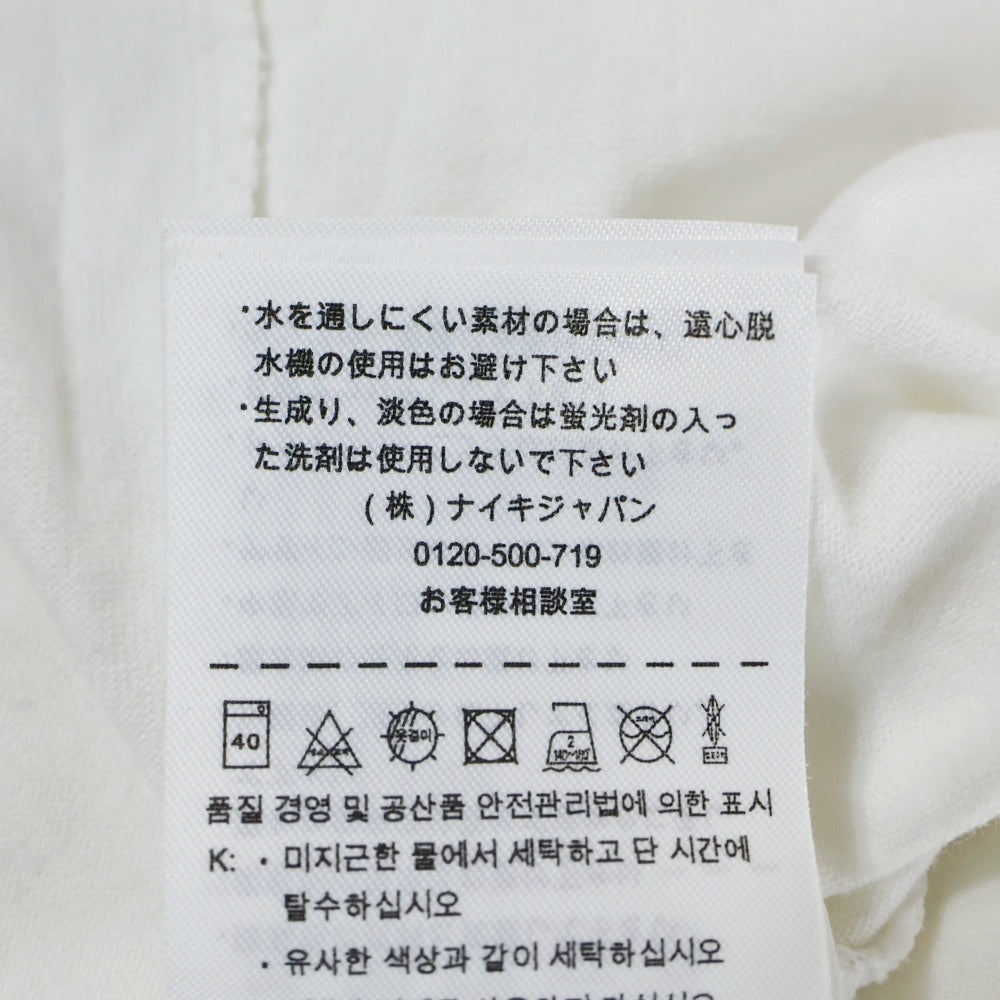 ・水を通しにくい素材の場合は、遠心脱
水機の使用はお避け下さい
・生成り、淡色の場合は蛍光剤の入っ
た洗剤は使用しないで下さい
(株)ナイキジャパン
0120-500-719
お客様相談室
40
옷걸이
2
品질 경영 및 공산품 안전관리법에 의한 표시
K: ・미지근한 물에서 세탁하고 단 시간에
탈수하십시오
・유사한 색상과 같이 세탁하십시오